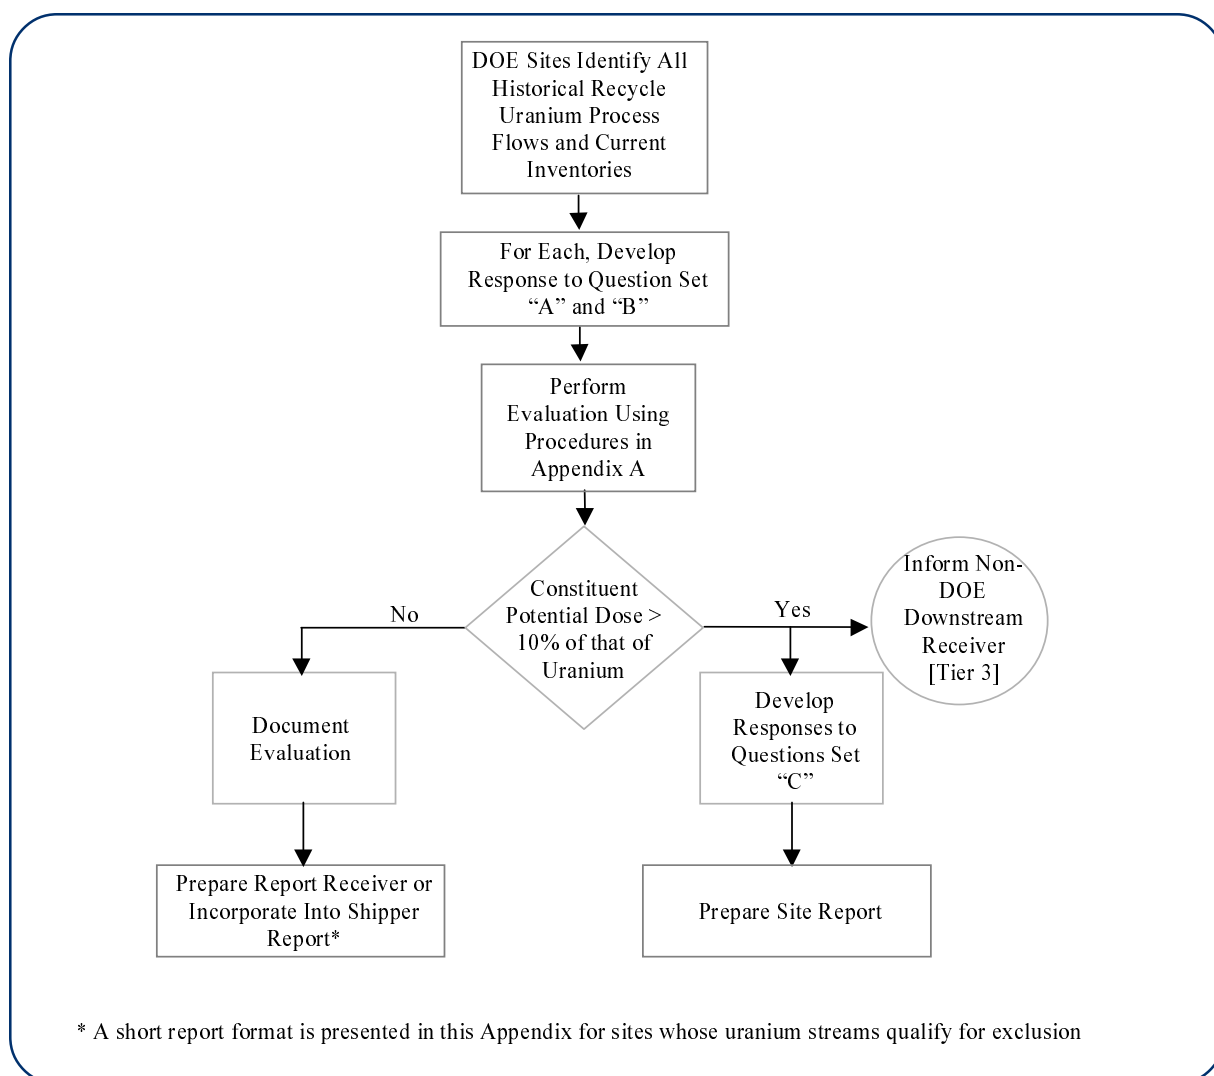 DOE Sites Identify All
Historical Recycle
Uranium Process
Flows and Current
Inventories
For Each, Develop
Response to Question Set
“A” and “B”
Perform
Evaluation Using
Procedures in
Appendix A
Constituent
Potential Dose >
10% of that of
Uranium
No
Yes
Inform Non-
DOE
Downstream
Receiver
[Tier 3]
Document
Evaluation
Develop
Responses to
Questions Set
“C”
Prepare Report Receiver or
Incorporate Into Shipper
Report*
Prepare Site Report
* A short report format is presented in this Appendix for sites whose uranium streams qualify for exclusion